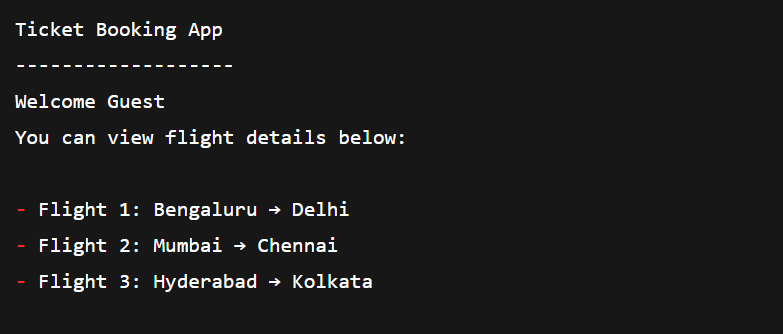 Ticket Booking App
-------------------
Welcome Guest
You can view flight details below:
- Flight 1: Bengaluru → Delhi
- Flight 2: Mumbai → Chennai
- Flight 3: Hyderabad → Kolkata